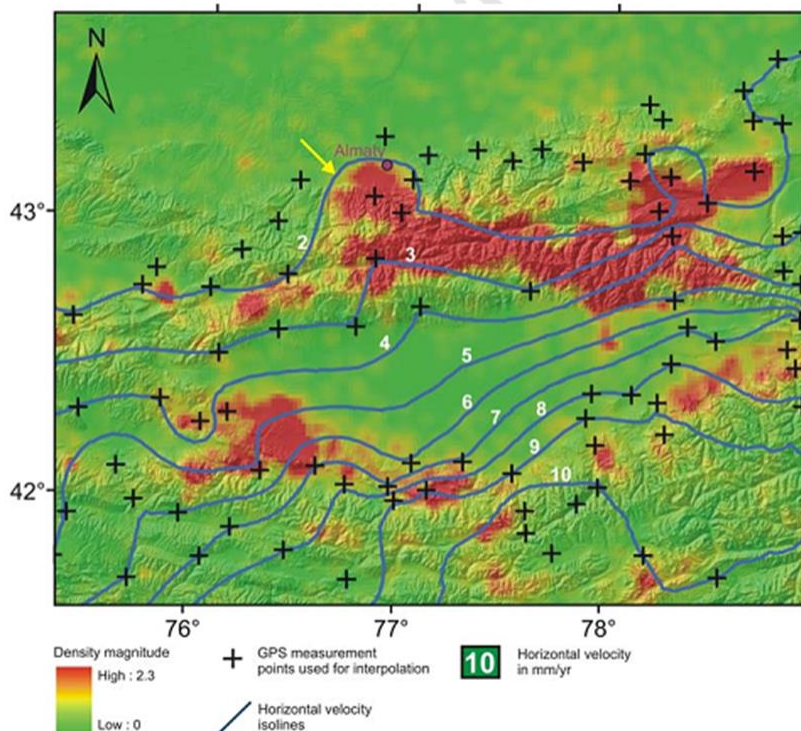 N
Almaty
43°
2
3
4
5
6
7
8
9
10
42°
76°
77°
78°
Density magnitude
High : 2.3
Low : 0
GPS measurement
points used for interpolation
Horizontal velocity
isolines
10
Horizontal velocity
in mm/yr